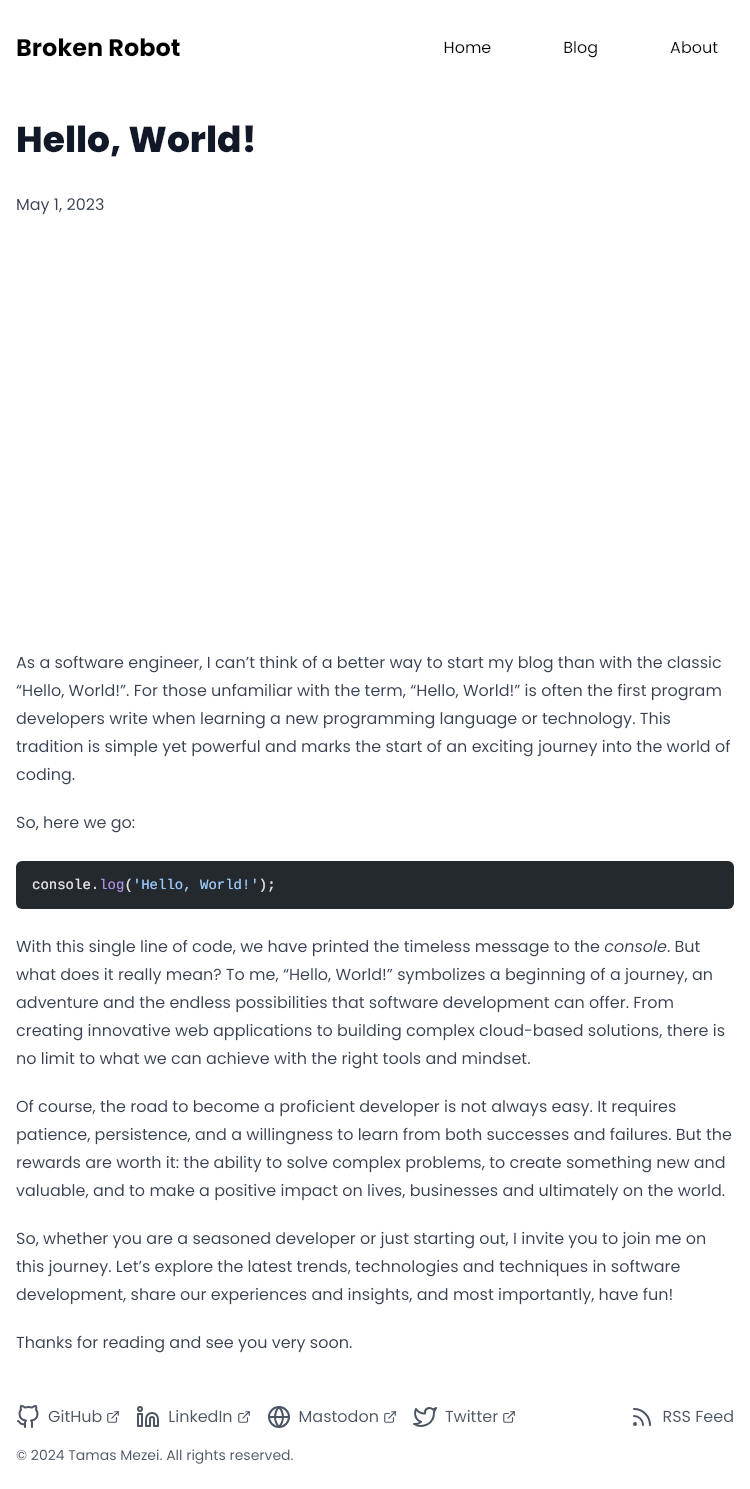 Broken Robot
Home
Blog
About
Hello, World!
May 1, 2023
As a software engineer, I can’t think of a better way to start my blog than with the classic
“Hello, World!”. For those unfamiliar with the term, “Hello, World!” is often the first program
developers write when learning a new programming language or technology. This
tradition is simple yet powerful and marks the start of an exciting journey into the world of
coding.
So, here we go:
console.log('Hello, World!');
With this single line of code, we have printed the timeless message to the console. But
what does it really mean? To me, “Hello, World!” symbolizes a beginning of a journey, an
adventure and the endless possibilities that software development can offer. From
creating innovative web applications to building complex cloud-based solutions, there is
no limit to what we can achieve with the right tools and mindset.
Of course, the road to become a proficient developer is not always easy. It requires
patience, persistence, and a willingness to learn from both successes and failures. But the
rewards are worth it: the ability to solve complex problems, to create something new and
valuable, and to make a positive impact on lives, businesses and ultimately on the world.
So, whether you are a seasoned developer or just starting out, I invite you to join me on
this journey. Let’s explore the latest trends, technologies and techniques in software
development, share our experiences and insights, and most importantly, have fun!
Thanks for reading and see you very soon.
GitHub
LinkedIn
Mastodon
Twitter
RSS Feed
© 2024 Tamas Mezei. All rights reserved.